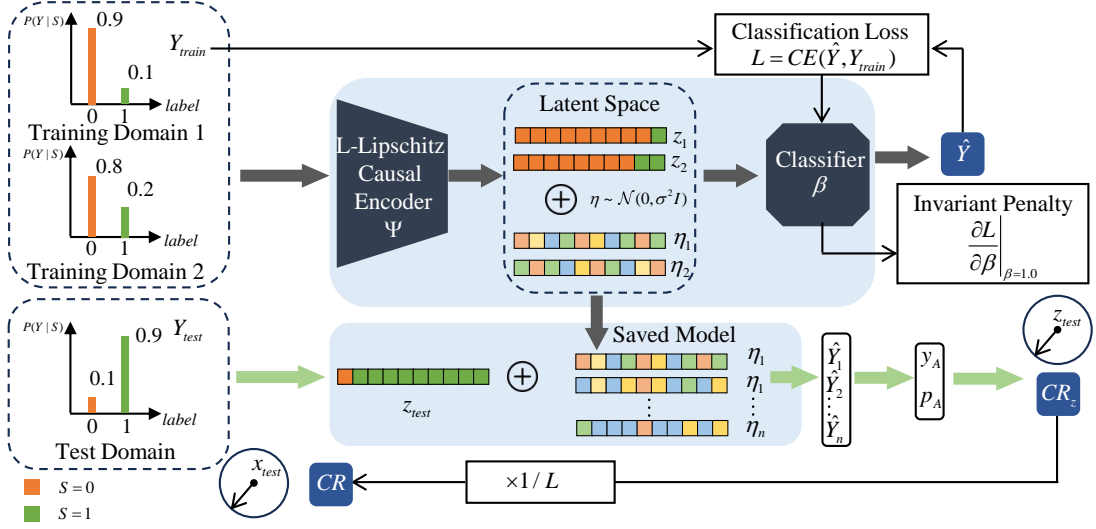 P(Y | S)
0.9
0.1
0
1
label
Training Domain 1
P(Y | S)
0.8
0.2
0
1
label
Training Domain 2
Y_train
Classification Loss
L = CE(Ŷ, Y_train)
L-Lipschitz
Causal
Encoder
Ψ
Latent Space
z_1
z_2
η ~ N(0, σ²I)
η_1
η_2
Classifier
β
Ŷ
Invariant Penalty
∂L/∂β|_β=1.0
P(Y | S)
0.1
0.9
0
1
label
Y_test
Test Domain
z_test
Saved Model
η_1
η_1
⋮
η_n
Ŷ_1
Ŷ_2
⋮
Ŷ_n
y_A
p_A
z_test
CR_z
×1/ L
CR
x_test
S=0
S=1